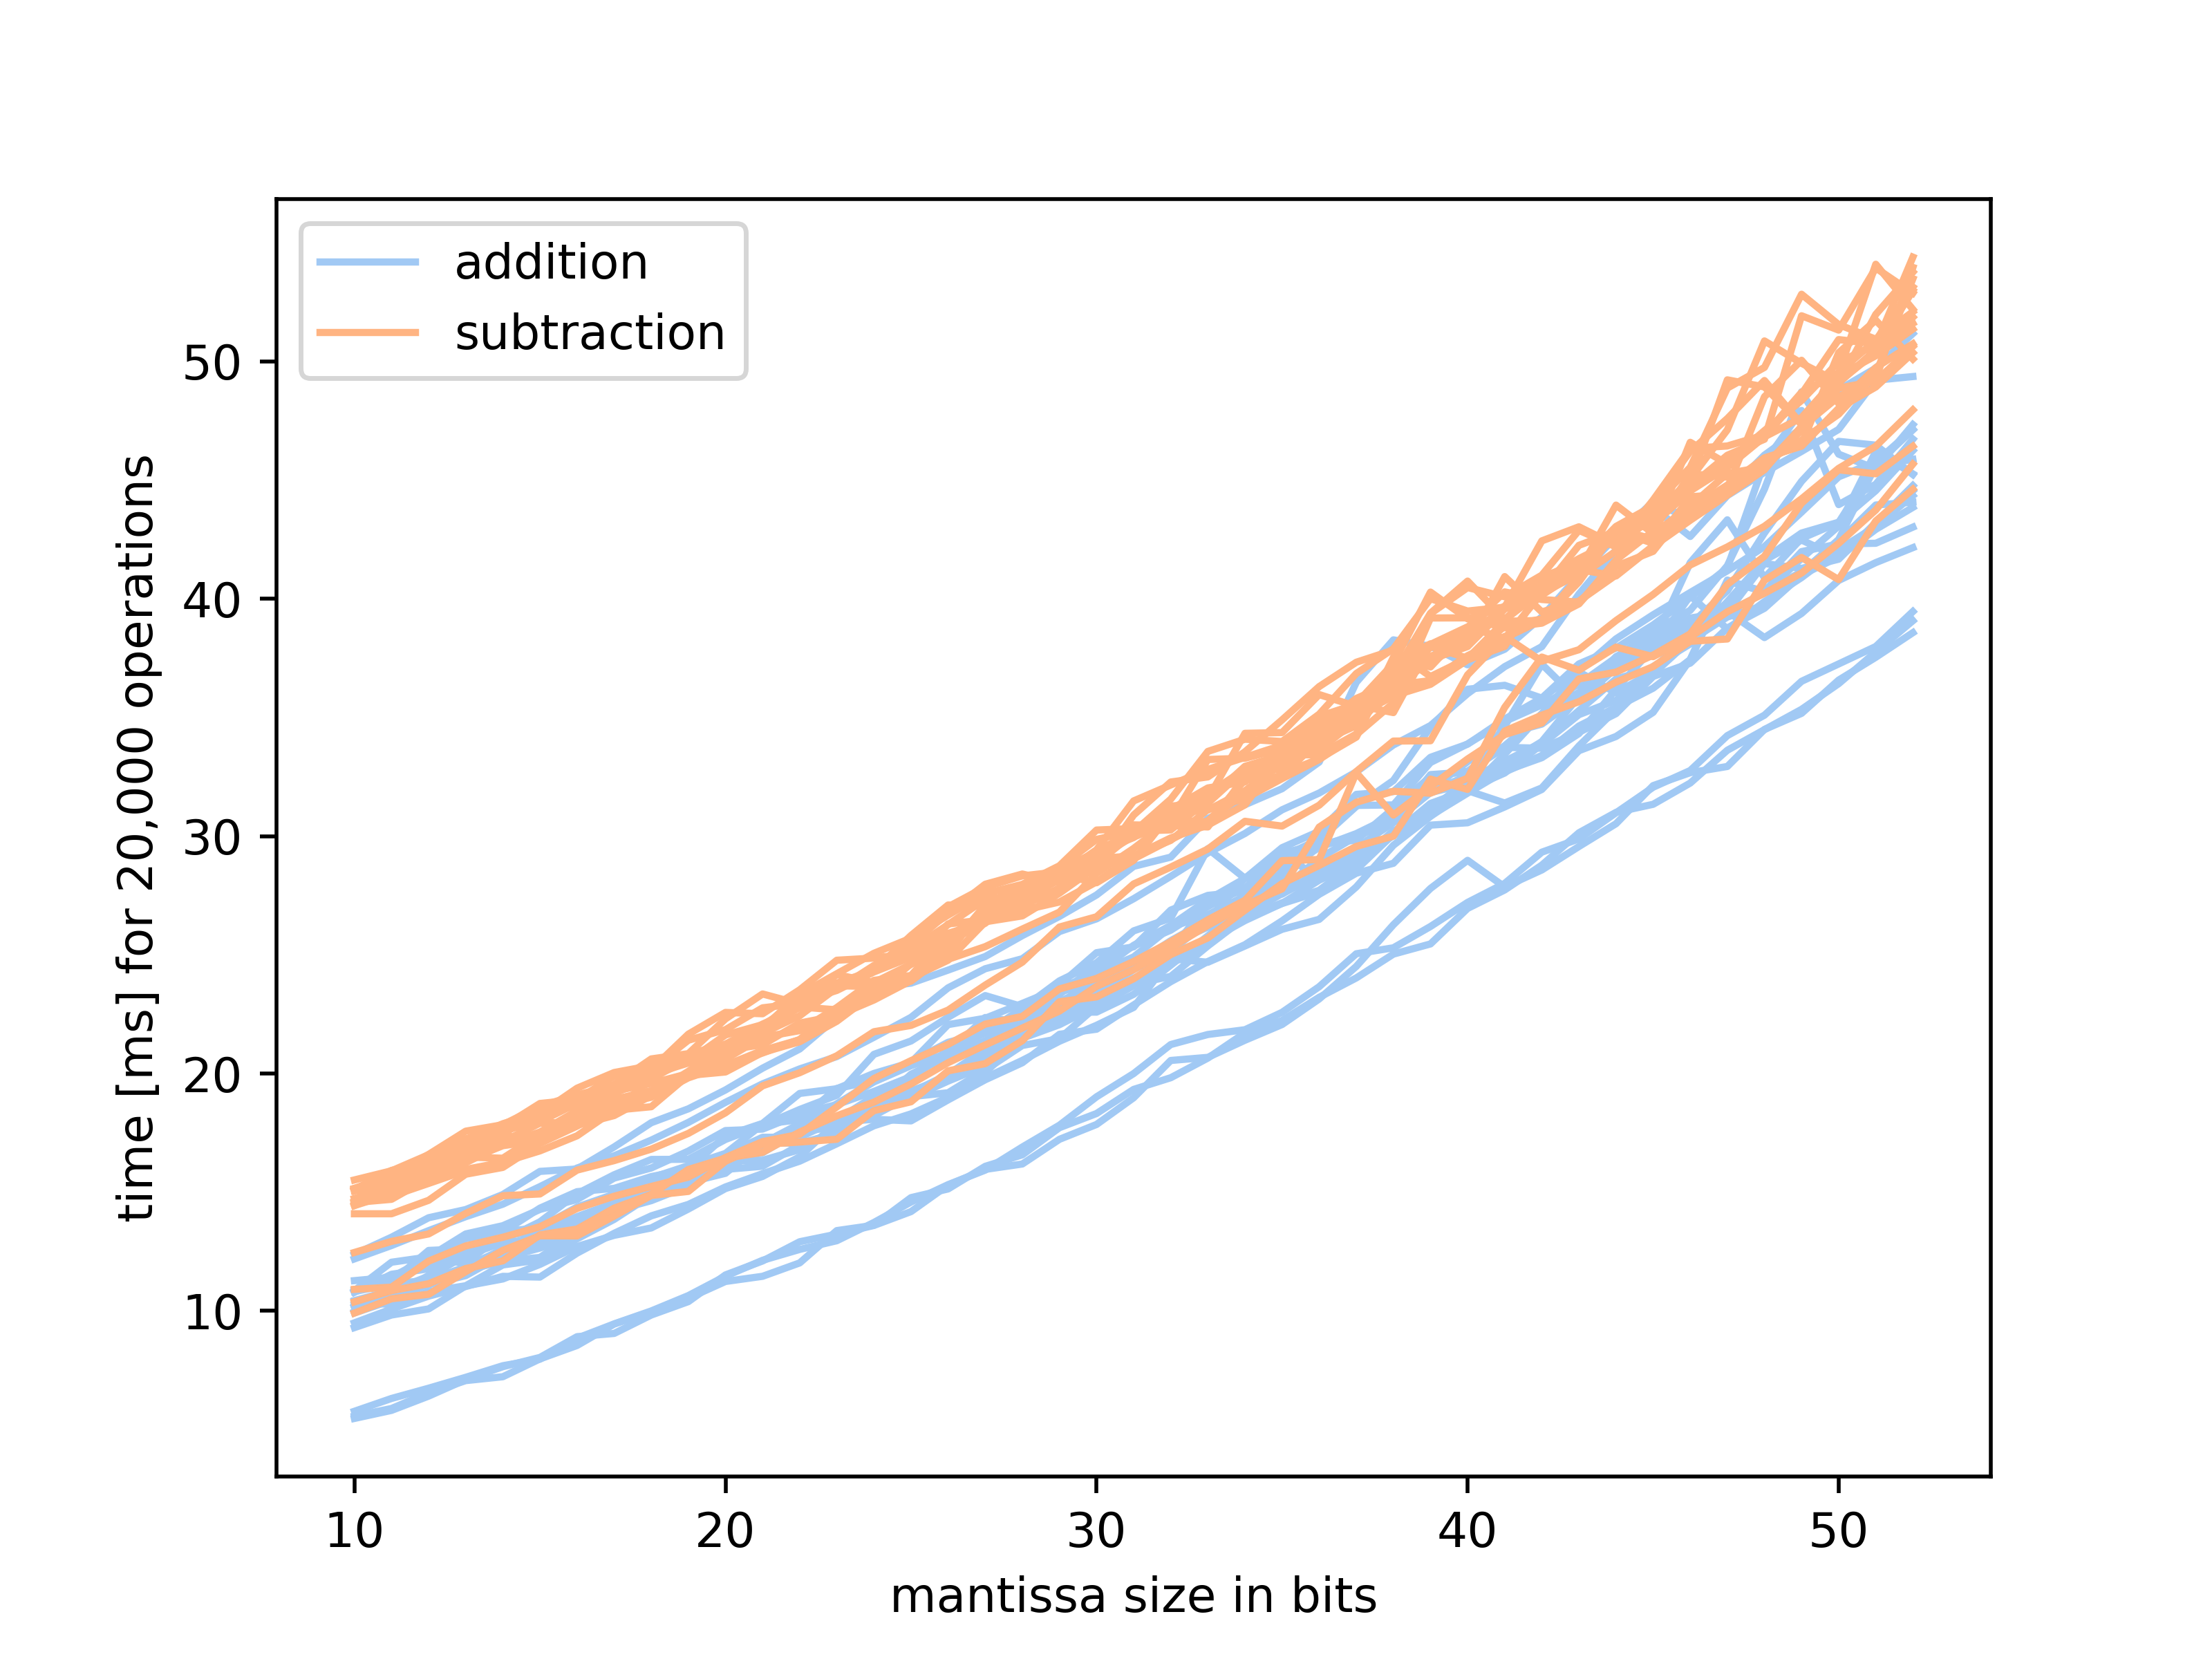 addition
subtraction
time [ms] for 20,000 operations
50
40
30
20
10
10 20 30 40 50
mantissa size in bits